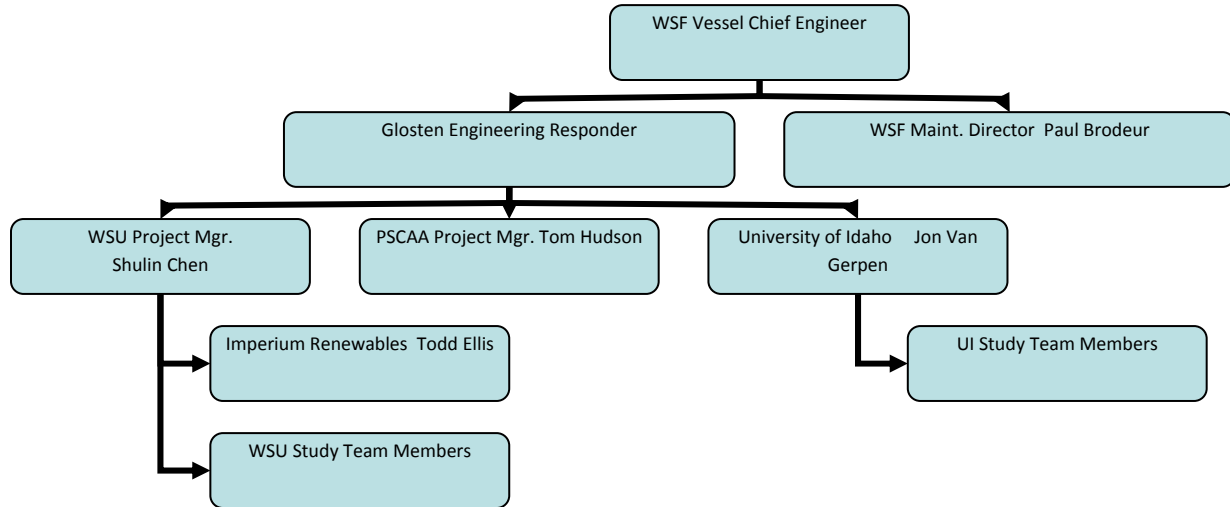 WSF Vessel Chief Engineer
Glosten Engineering Responder
WSF Maint. Director  Paul Brodeur
WSU Project Mgr.
Shulin Chen
PSCAA Project Mgr. Tom Hudson
University of Idaho    Jon Van
Gerpen
Imperium Renewables  Todd Ellis
UI Study Team Members
WSU Study Team Members